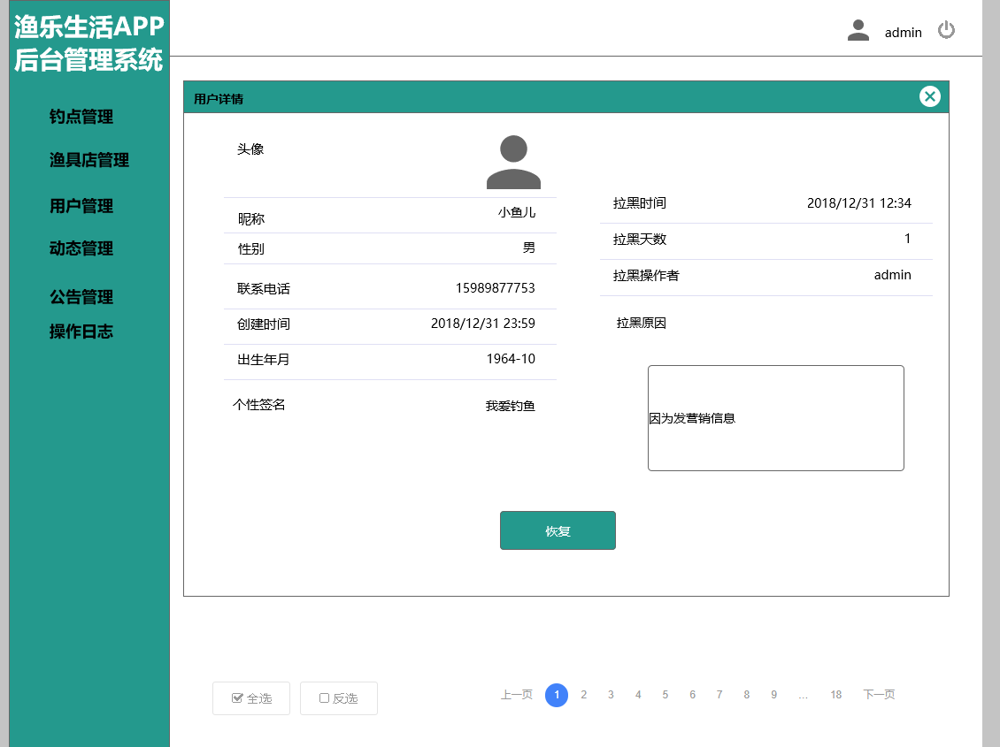 渔乐生活APP
后台管理系统
admin
钓点管理
渔具店管理
用户管理
动态管理
公告管理
操作日志
用户详情
头像
昵称 小鱼儿
性别 男
联系电话 15989877753
创建时间 2018/12/31 23:59
出生年月 1964-10
个性签名 我爱钓鱼
拉黑时间 2018/12/31 12:34
拉黑天数 1
拉黑操作者 admin
拉黑原因
因为发营销信息
恢复
全选 反选
上一页 1 2 3 4 5 6 7 8 9 ... 18 下一页